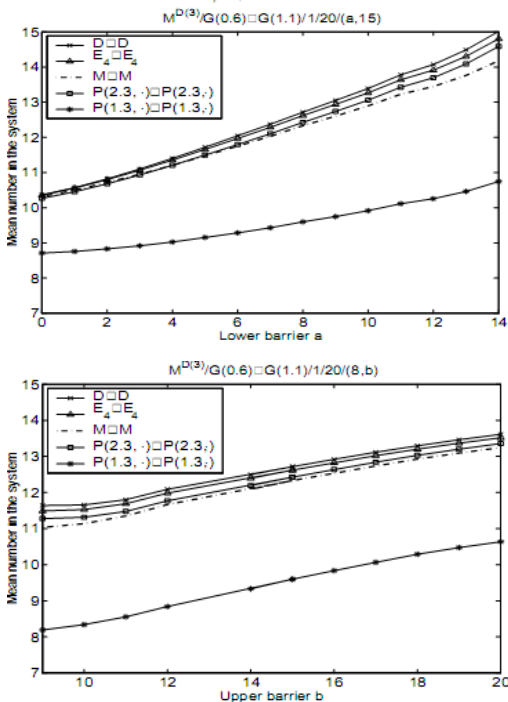 M^D(3)/G(0.6)□G(1.1)/1/20/(a,15)
15
14
13
12
11
10
9
8
7
Mean number in the system
D□D
E₄□E₄
M□M
P(2.3, ·)□P(2.3,·)
P(1.3, ·)□P(1.3,·)
0 2 4 6 8 10 12 14
Lower barrier a
M^D(3)/G(0.6)□G(1.1)/1/20/(8,b)
15
14
13
12
11
10
9
8
7
Mean number in the system
D□D
E₄□E₄
M□M
P(2.3, ·)□P(2.3,·)
P(1.3, ·)□P(1.3,·)
10 12 14 16 18 20
Upper barrier b